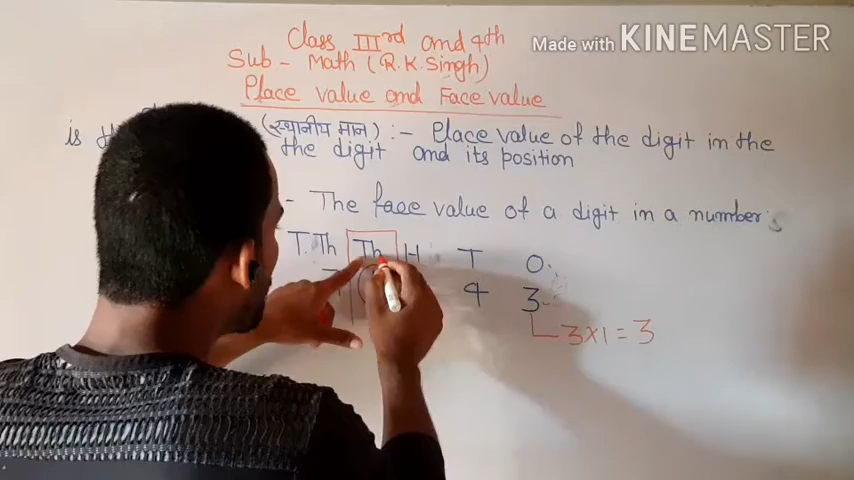 Made with KINEMASTER
Class IIIrd and 4th
Sub - Math (R.K.Singh)
Place value and Face value
is (स्थानीय मान) :- Place value of the digit in the
the digit and its position
- The face value of a digit in a number
T.Th Th H T O
4 3
3x1 = 3